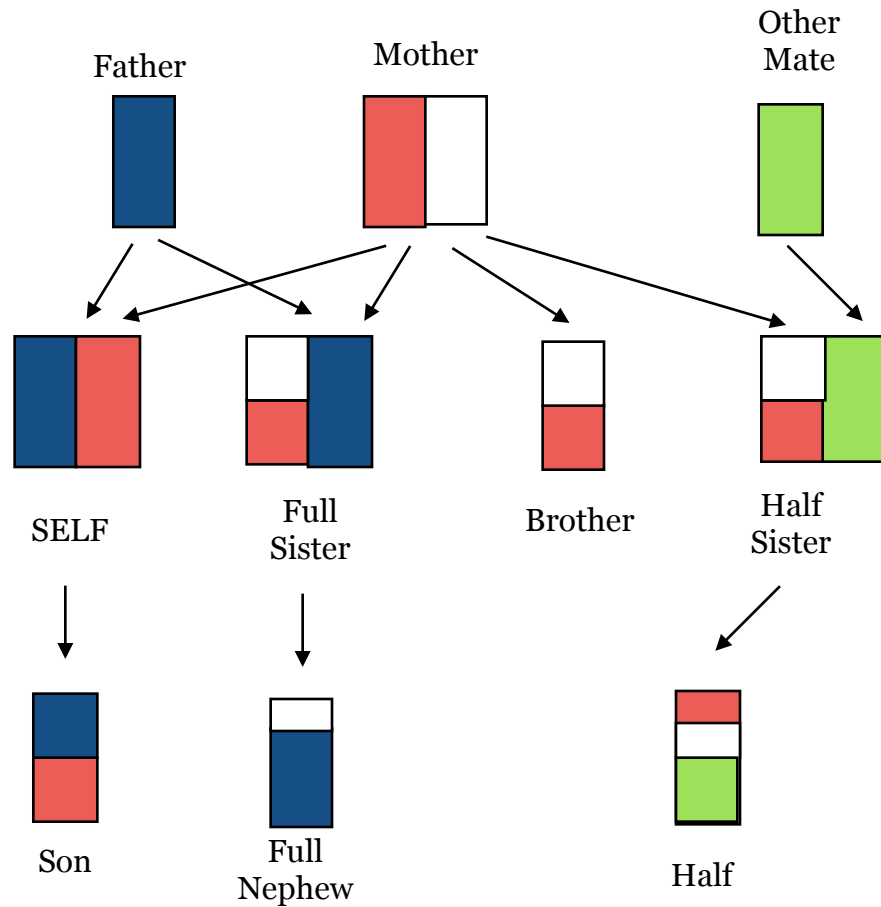 Father
Mother
Other
Mate
SELF
Full
Sister
Brother
Half
Sister
Son
Full
Nephew
Half